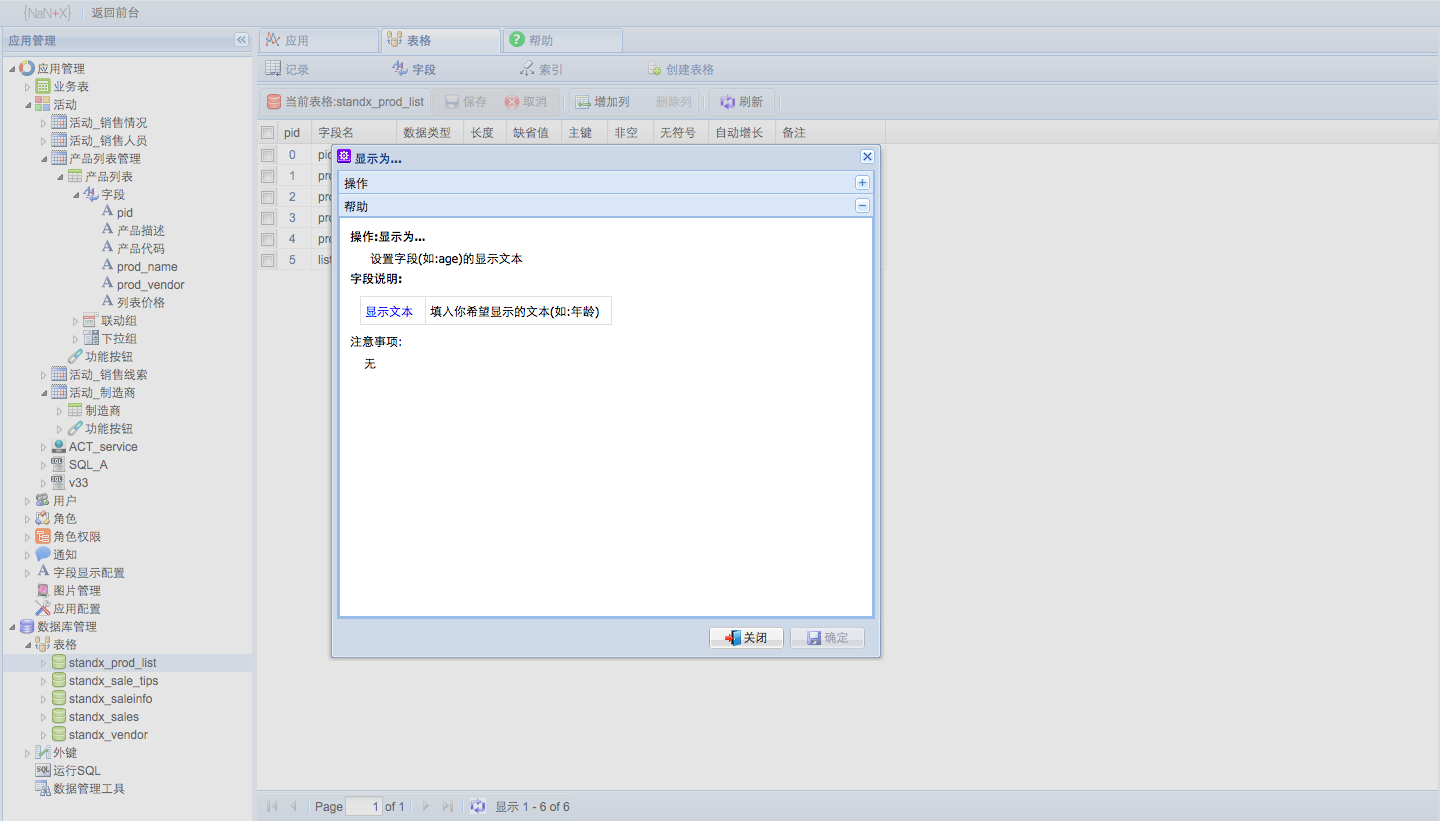 {NaN+X} 返回前台
应用管理
应用 表格 帮助
记录 字段 索引 创建表格
当前表格:standx_prod_list 保存 取消 增加列 删除列 刷新
pid 字段名 数据类型 长度 缺省值 主键 非空 无符号 自动增长 备注
0 pid
1 pro
2 pro
3 pro
4 pro
5 list
应用管理
业务表
活动
活动_销售情况
活动_销售人员
产品列表管理
产品列表
字段
pid
产品描述
产品代码
prod_name
prod_vendor
列表价格
联动组
下拉组
功能按钮
活动_销售线索
活动_制造商
制造商
功能按钮
ACT_service
SQL_A
v33
用户
角色
角色权限
通知
字段显示配置
图片管理
应用配置
数据库管理
表格
standx_prod_list
standx_sale_tips
standx_saleinfo
standx_sales
standx_vendor
外键
运行SQL
数据管理工具
显示为...
操作
帮助
操作:显示为...
设置字段(如:age)的显示文本
字段说明:
显示文本 填入你希望显示的文本(如:年龄)
注意事项:
无
关闭 确定
Page 1 of 1 显示 1 - 6 of 6